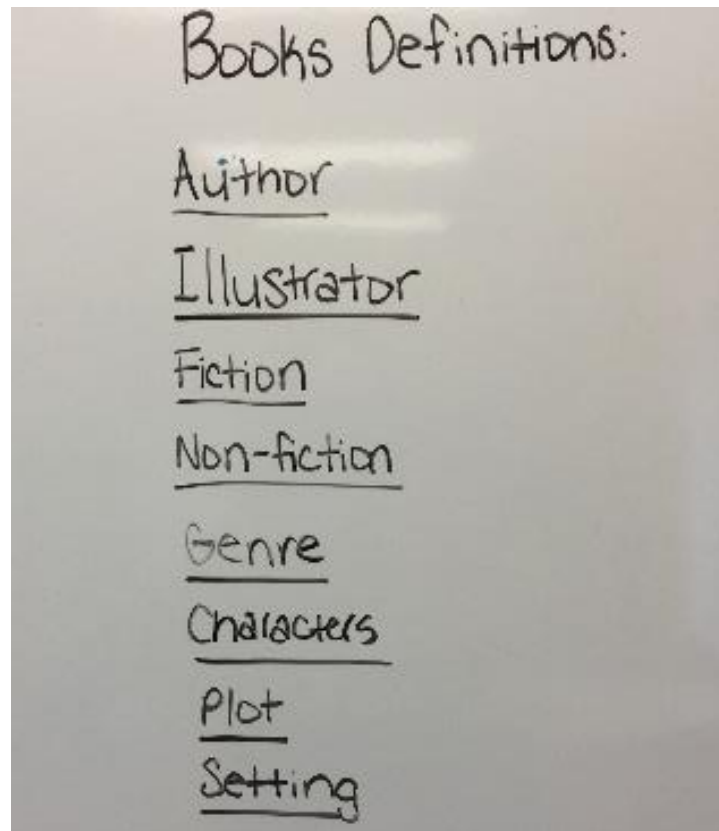 Books Definitions:
Author
Illustrator
Fiction
Non-fiction
Genre
Characters
Plot
Setting